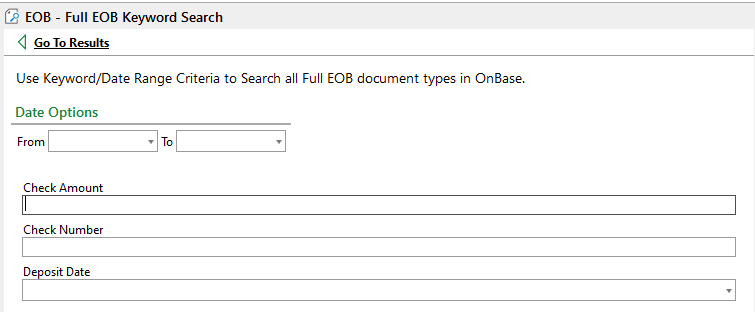 EOB - Full EOB Keyword Search
Go To Results
Use Keyword/Date Range Criteria to Search all Full EOB document types in OnBase.
Date Options
From To
Check Amount
Check Number
Deposit Date